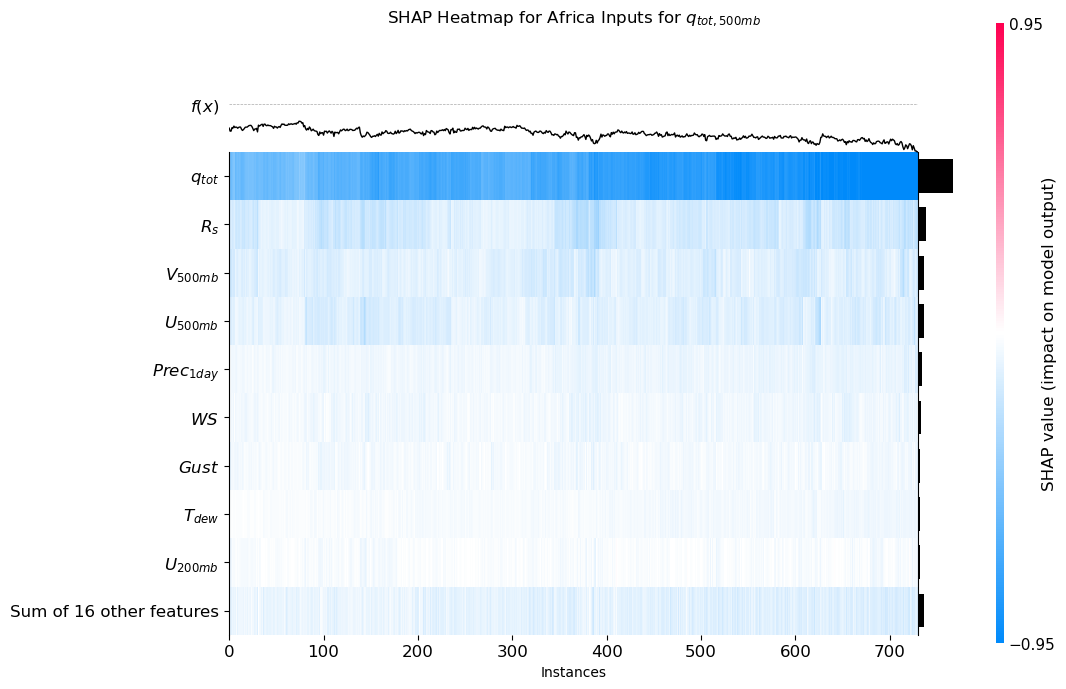 SHAP Heatmap for Africa Inputs for q_{tot,500mb}
0.95
f(x)
q_{tot}
R_s
V_{500mb}
U_{500mb}
Prec_{1day}
WS
Gust
T_{dew}
U_{200mb}
Sum of 16 other features
0 100 200 300 400 500 600 700
Instances
−0.95
SHAP value (impact on model output)